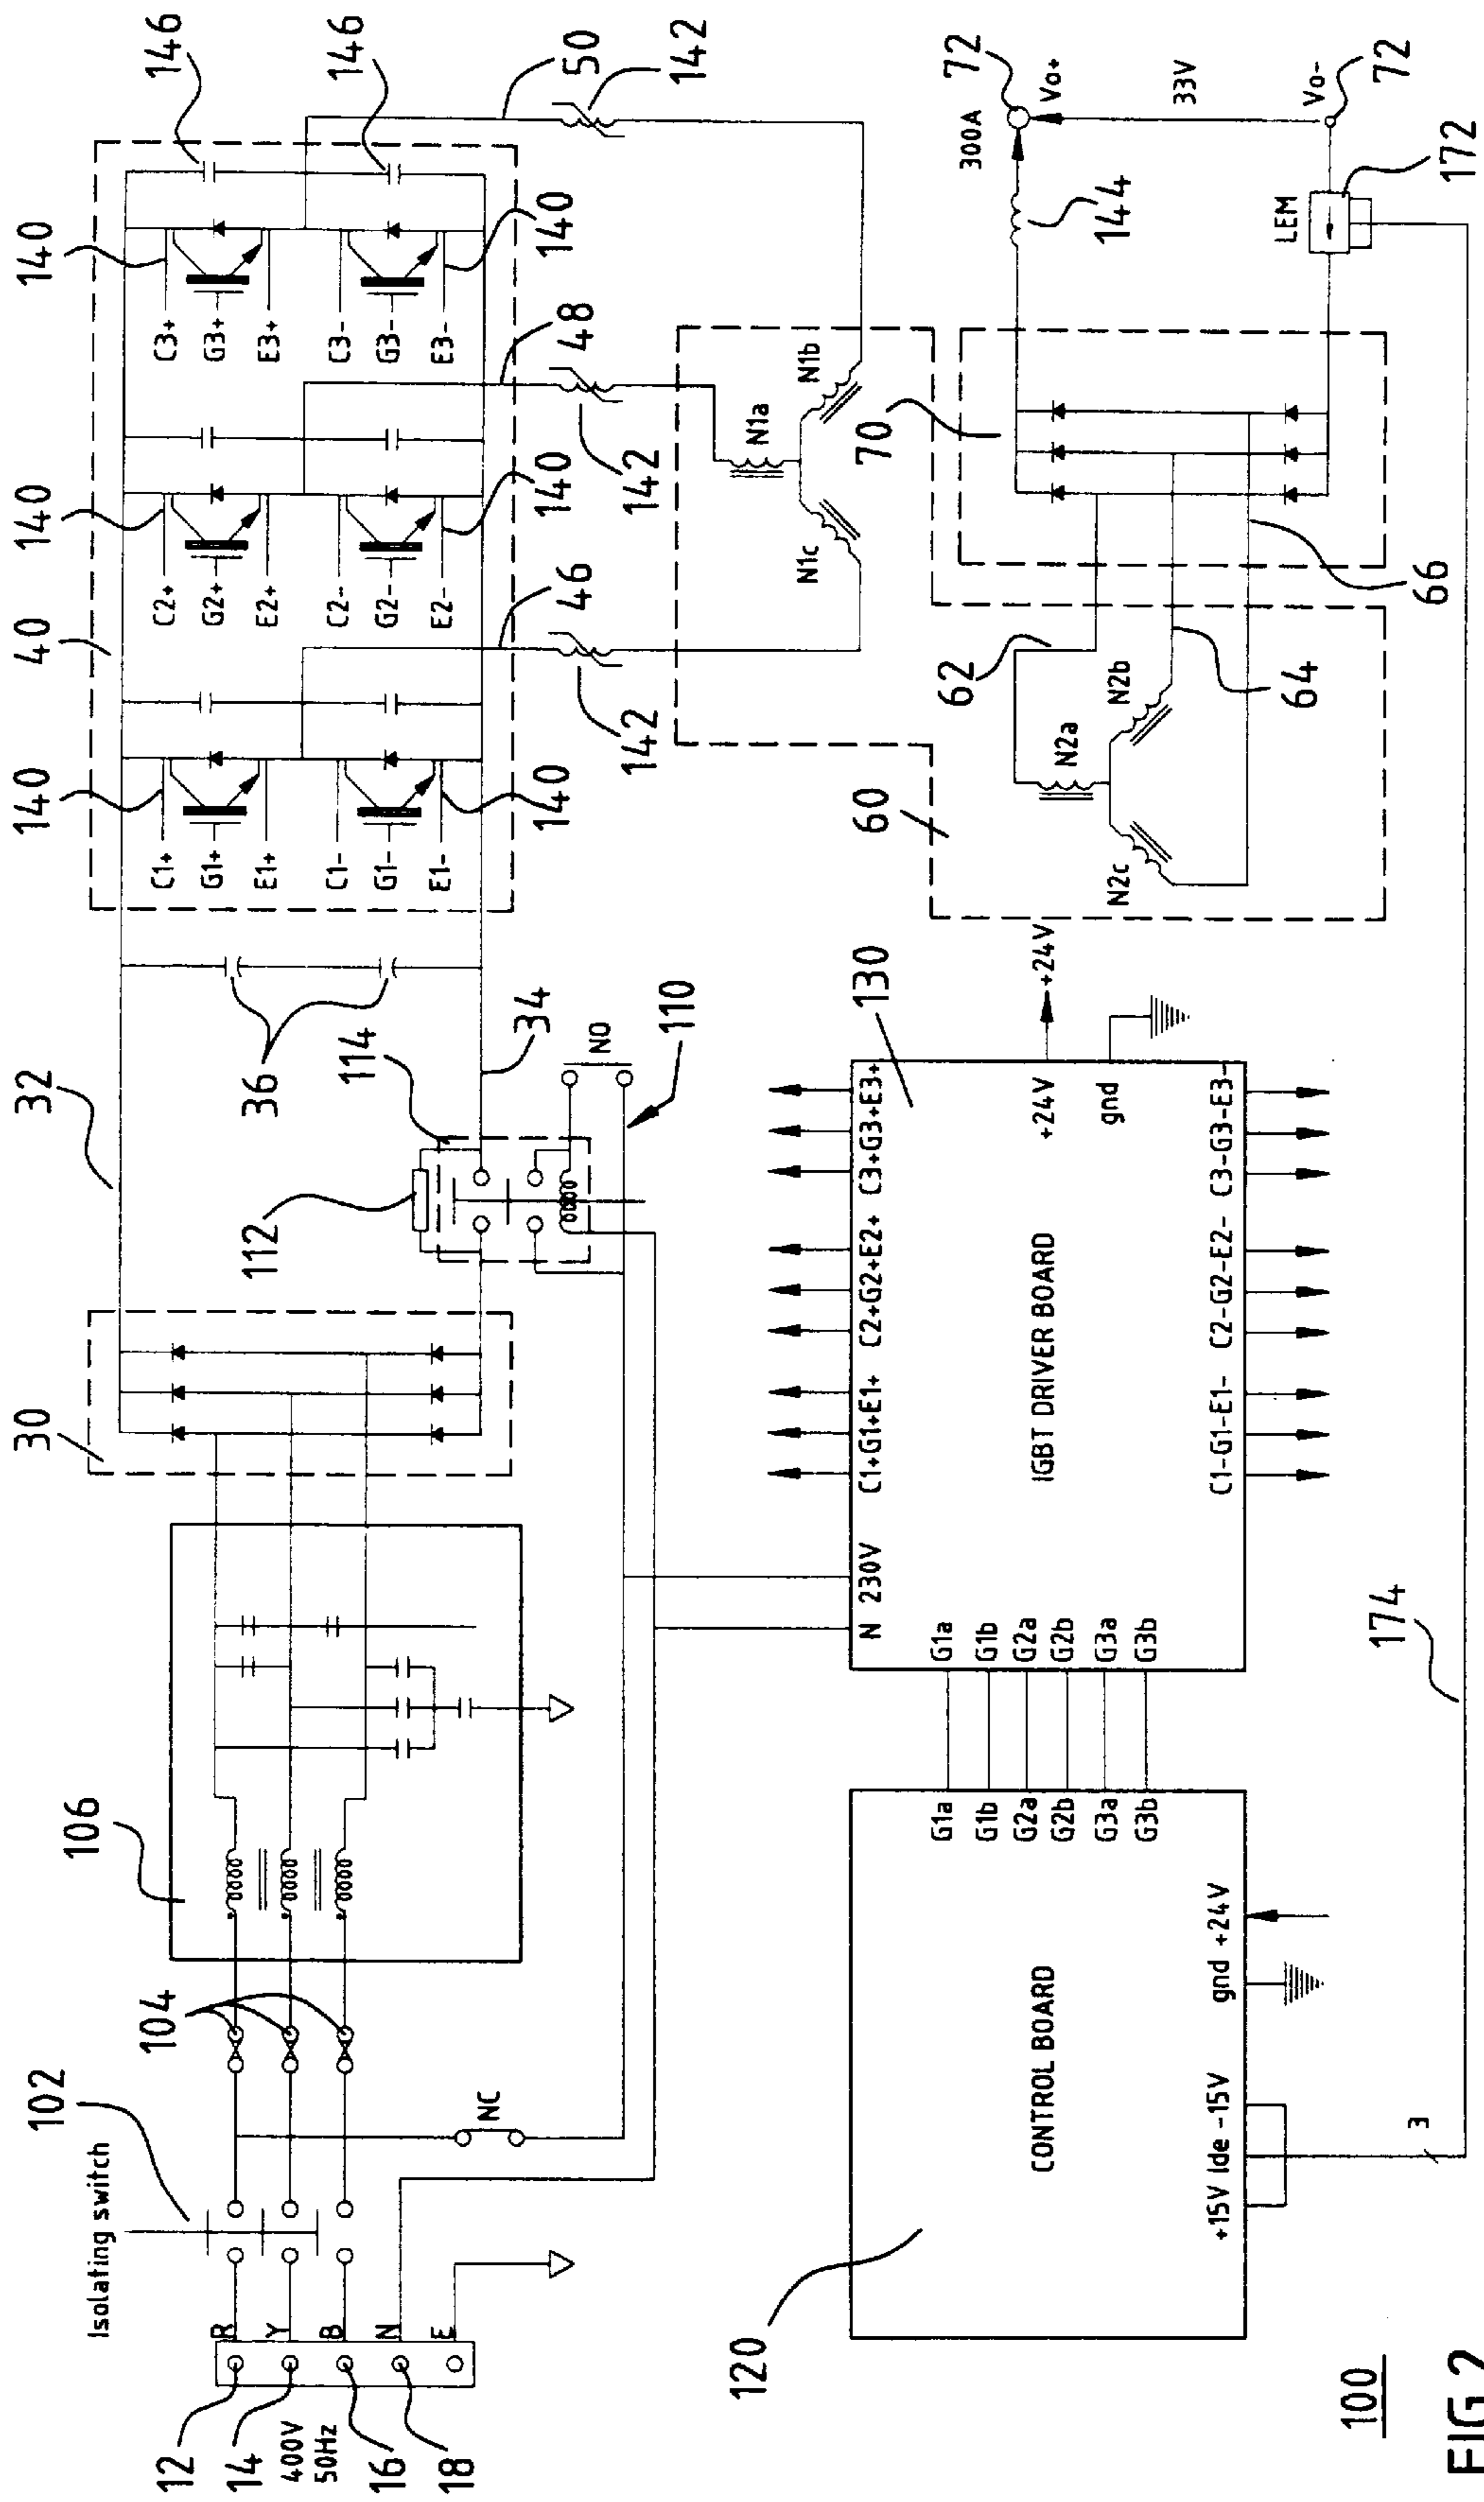 Isolating switch
102
104
106
30
32
36
40
140
140
140
146
146
50
142
12
14
400V
50Hz
16
18
R
Y
B
N
E
NC
112
114
34
NO
110
C1+
G1+
E1+
C1-
G1-
E1-
C2+
G2+
E2+
C2-
G2-
E2-
C3+
G3+
E3+
C3-
G3-
E3-
140
140
140
142
46
142
48
N1c
N1a
N1b
60
70
62
64
66
N2c
N2a
N2b
120
CONTROL BOARD
G1a
G1b
G2a
G2b
G3a
G3b
+15V Ide -15V
gnd +24V
3
174
130
IGBT DRIVER BOARD
N 230V
C1+G1+E1+
C2+G2+E2+
C3+G3+E3+
G1a
G1b
G2a
G2b
G3a
G3b
+24V
gnd
+24V
C1-G1-E1-
C2-G2-E2-
C3-G3-E3-
144
300A
72
Vo+
33V
Vo-
72
LEM
172
100
FIG 2